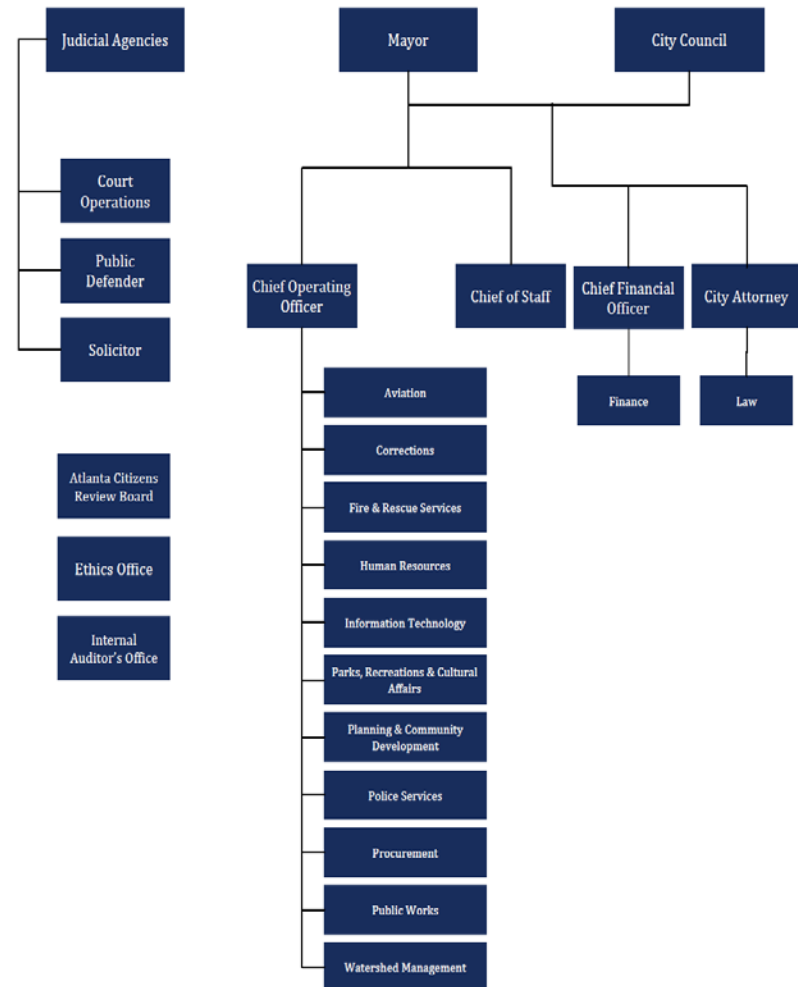 Judicial Agencies
Mayor
City Council
Court
Operations
Public
Defender
Solicitor
Chief Operating
Officer
Chief of Staff
Chief Financial
Officer
City Attorney
Finance
Law
Aviation
Corrections
Fire & Rescue Services
Human Resources
Information Technology
Parks, Recreations & Cultural
Affairs
Planning & Community
Development
Police Services
Procurement
Public Works
Watershed Management
Atlanta Citizens
Review Board
Ethics Office
Internal
Auditor's Office